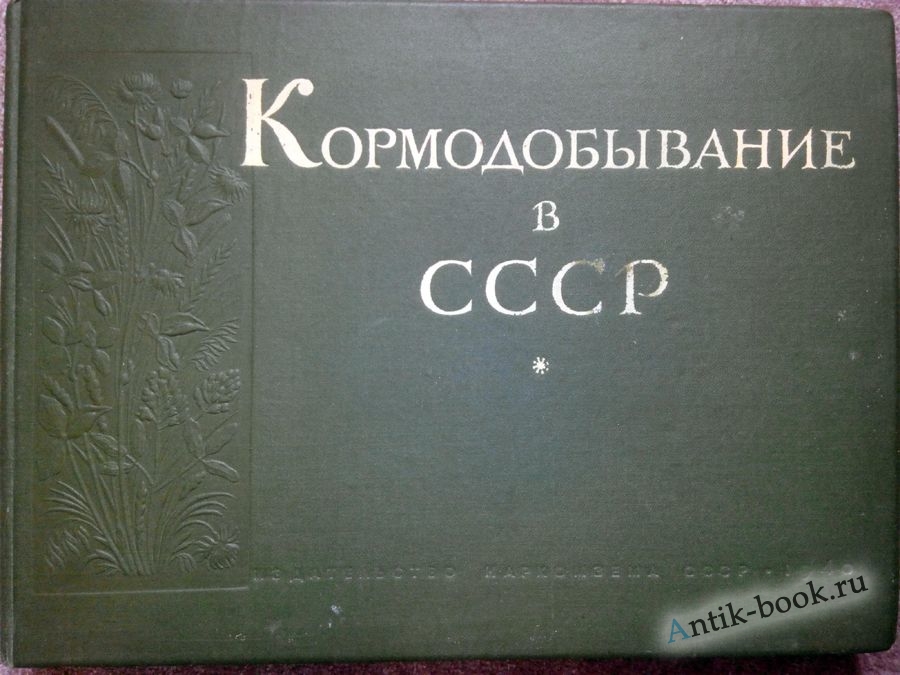 Кормодобывание
в
СССР
*
ИЗДАТЕЛЬСТВО НАРКОМЗЕМА СССР
Antik-book.ru